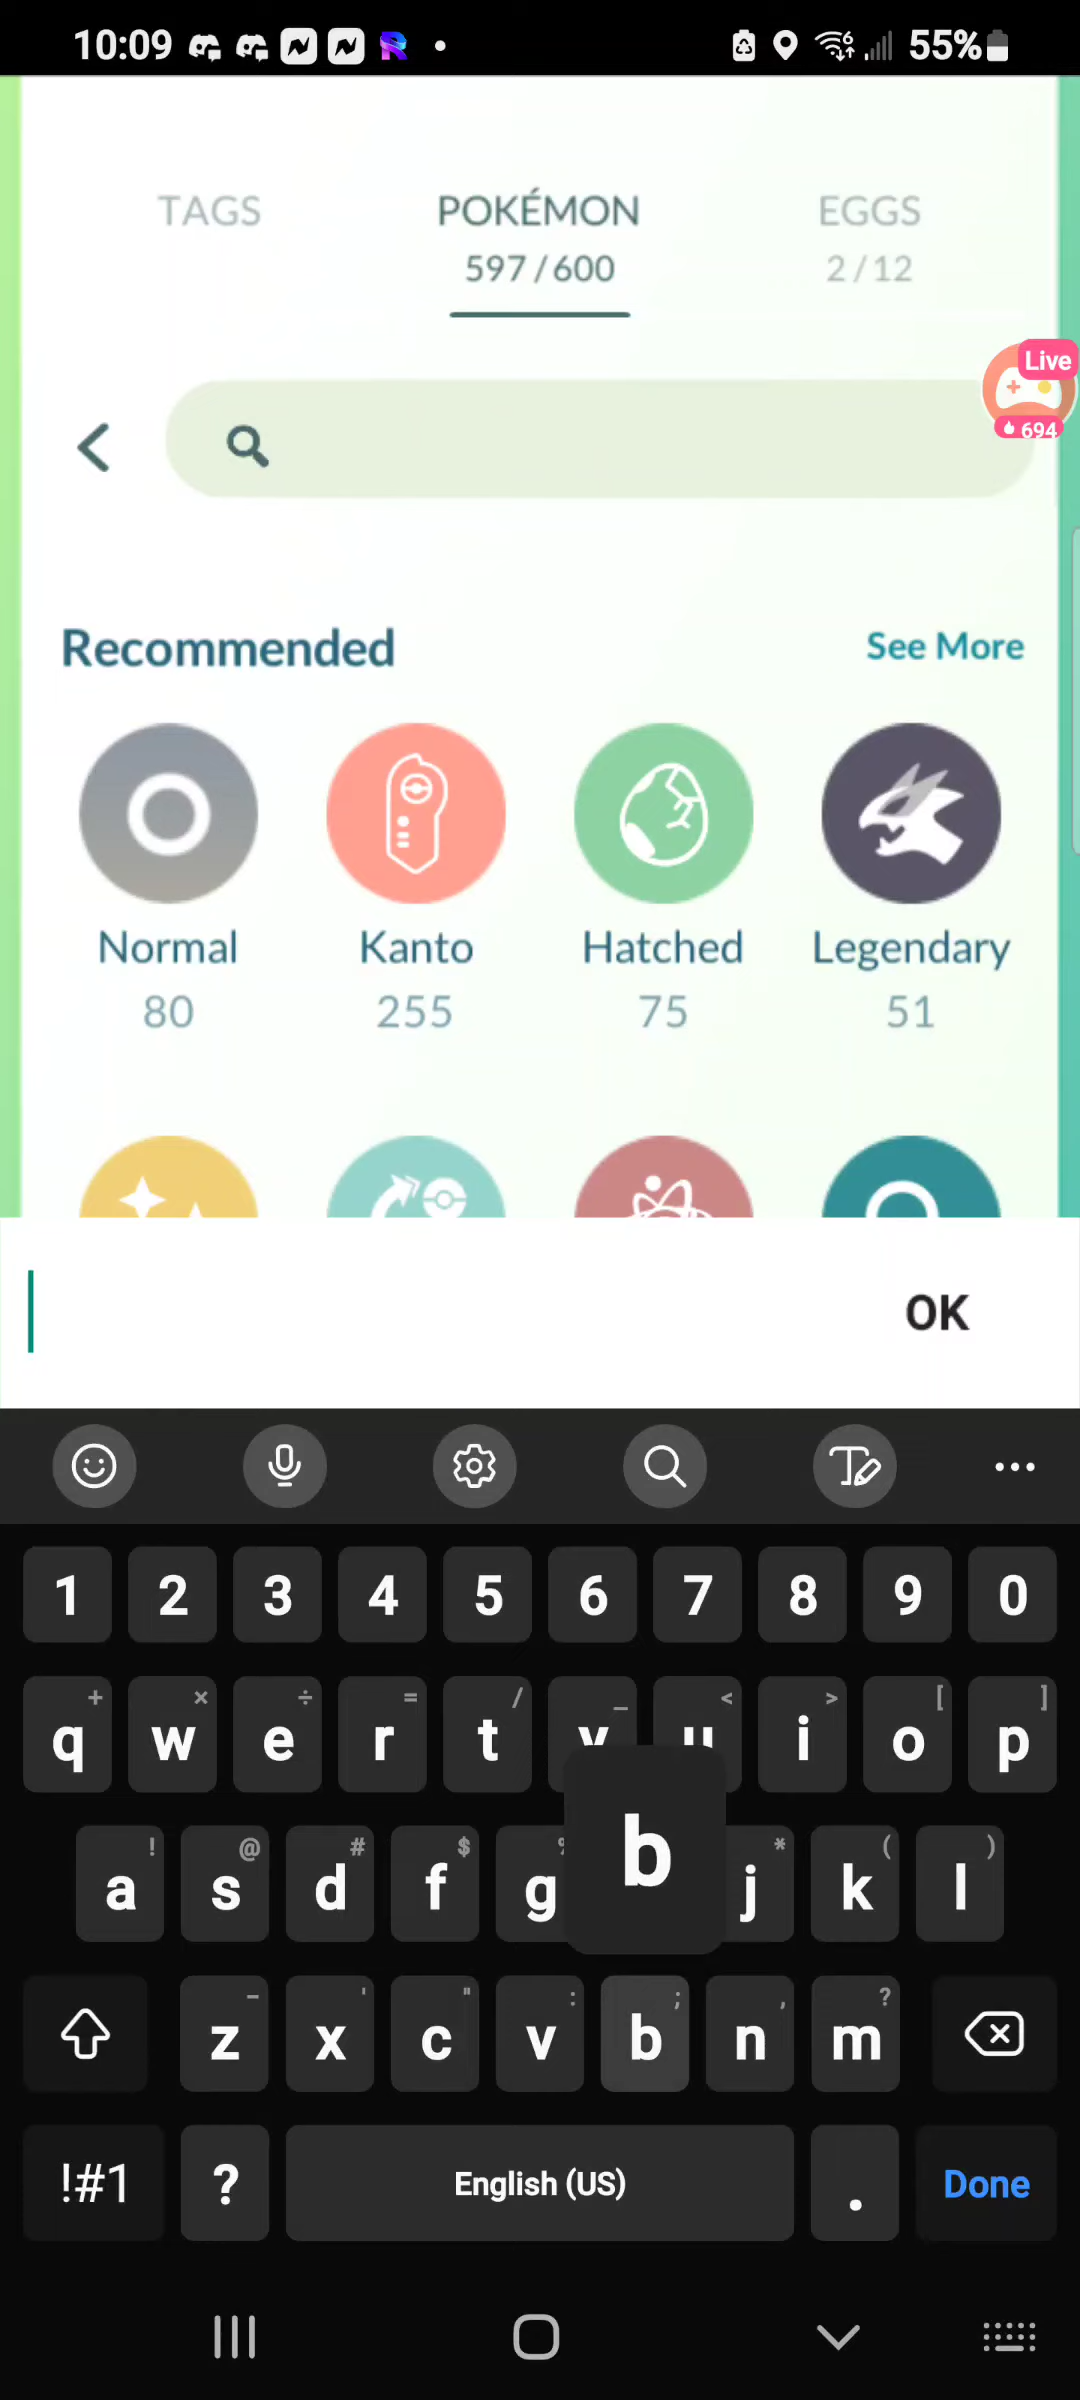 10:09 55%
TAGS POKÉMON EGGS
597 / 600 2 / 12
Live
694
Recommended See More
Normal Kanto Hatched Legendary
80 255 75 51
OK
1 2 3 4 5 6 7 8 9 0
+ × ÷ = / _ < > [ ]
q w e r t y u i o p
! @ # $ % * ( )
a s d f g b j k l
- ' " : ; , ?
z x c v b n m
!#1 ? English (US) . Done